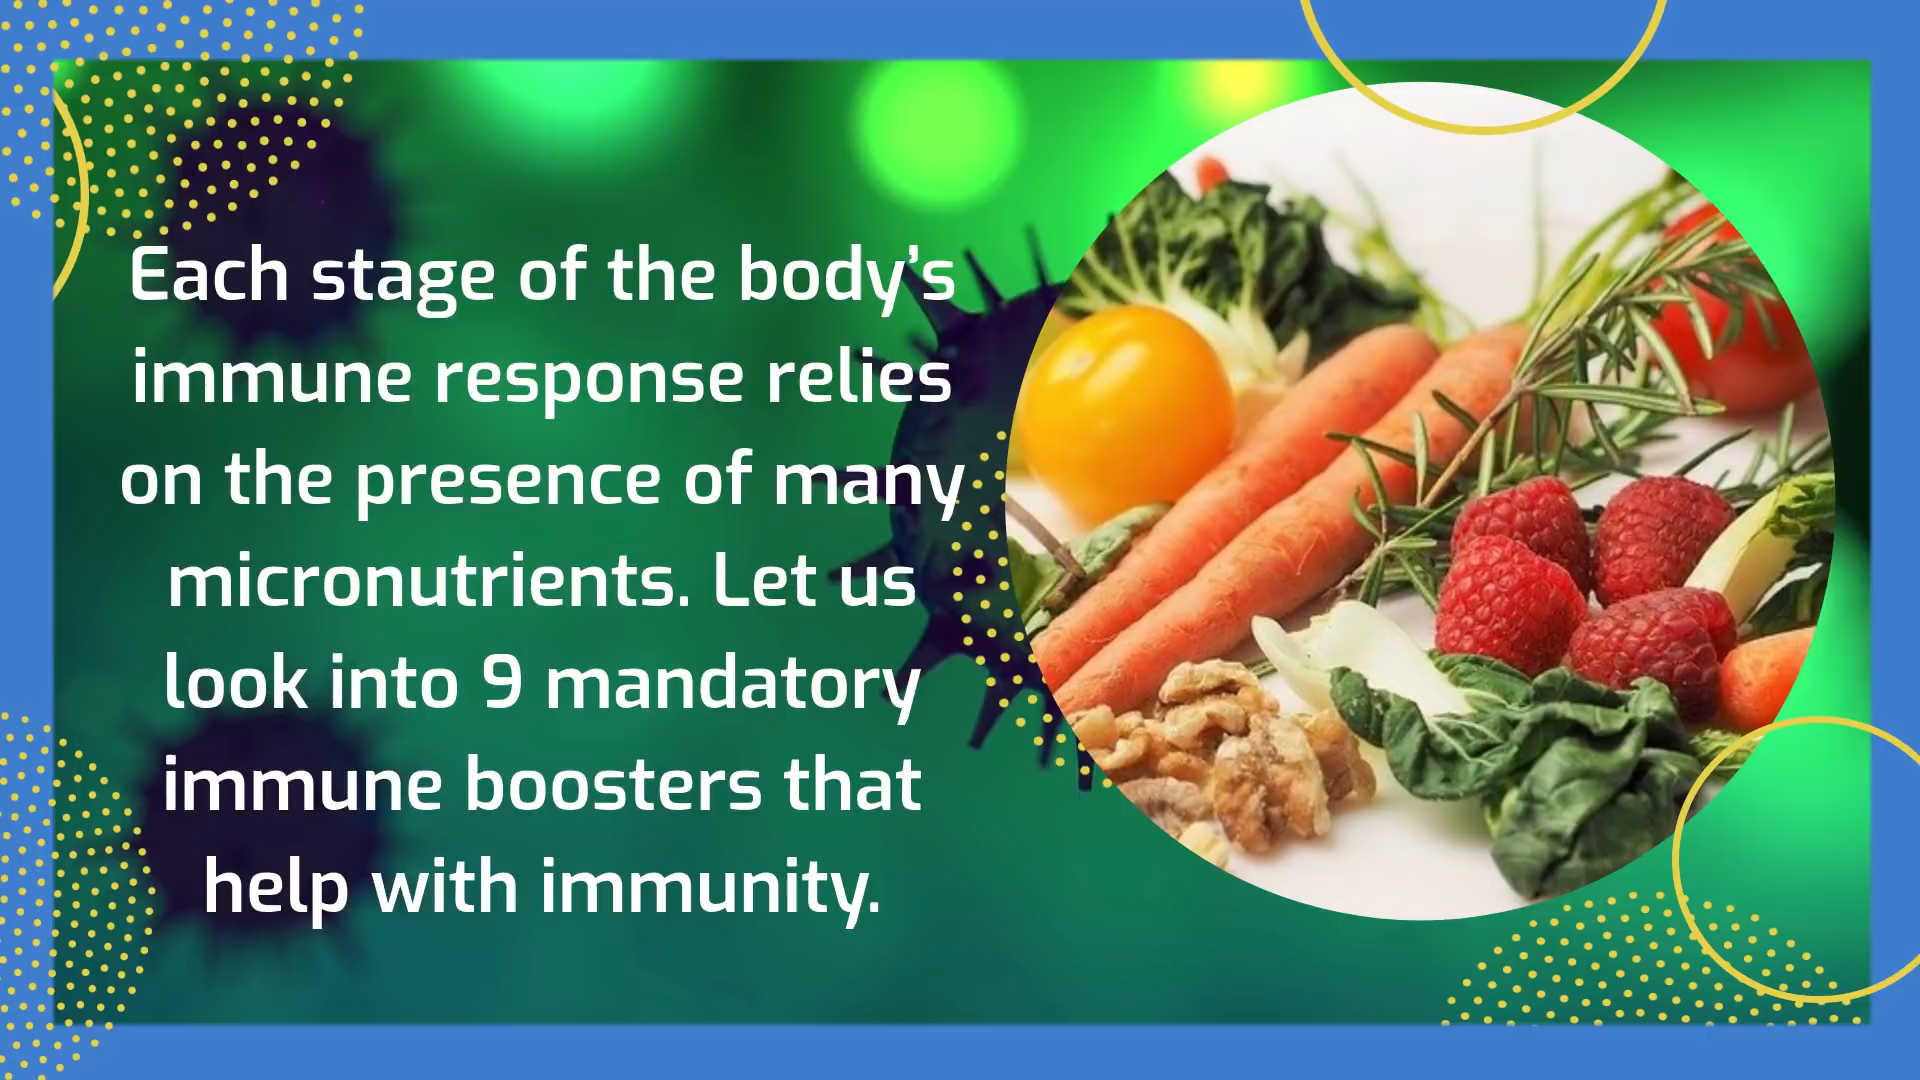 Each stage of the body’s
immune response relies
on the presence of many
micronutrients. Let us
look into 9 mandatory
immune boosters that
help with immunity.